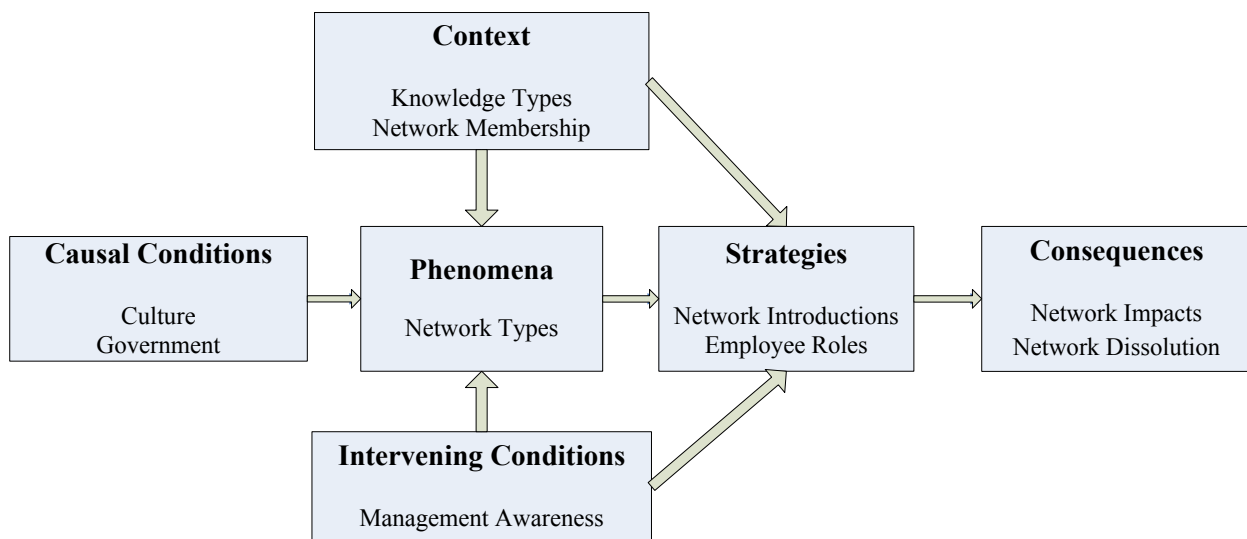 Context
Knowledge Types
Network Membership
Causal Conditions
Culture
Government
Phenomena
Network Types
Strategies
Network Introductions
Employee Roles
Consequences
Network Impacts
Network Dissolution
Intervening Conditions
Management Awareness